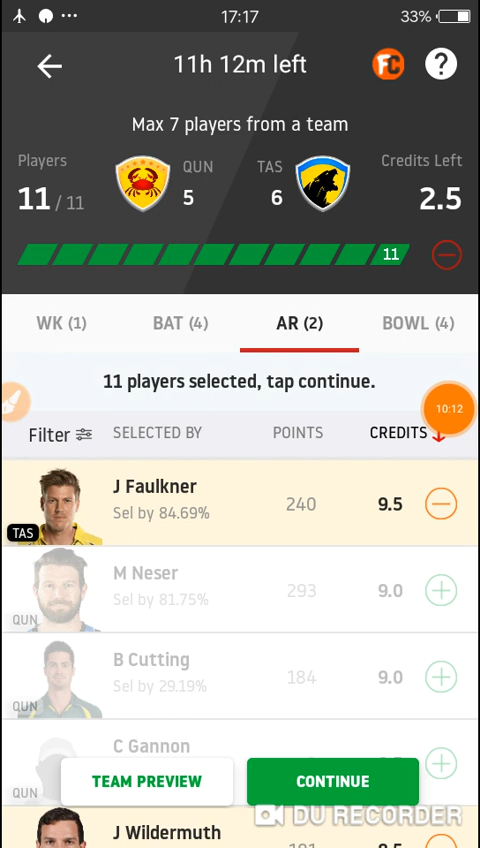 17:17
33%
11h 12m left
FC
?
Max 7 players from a team
Players
QUN
TAS
Credits Left
11 / 11
5
6
2.5
11
WK (1)
BAT (4)
AR (2)
BOWL (4)
11 players selected, tap continue.
10:12
Filter
SELECTED BY
POINTS
CREDITS
J Faulkner
Sel by 84.69%
240
9.5
TAS
M Neser
Sel by 81.75%
293
9.0
QUN
B Cutting
Sel by 29.19%
184
9.0
QUN
C Gannon
QUN
TEAM PREVIEW
CONTINUE
DU RECORDER
J Wildermuth